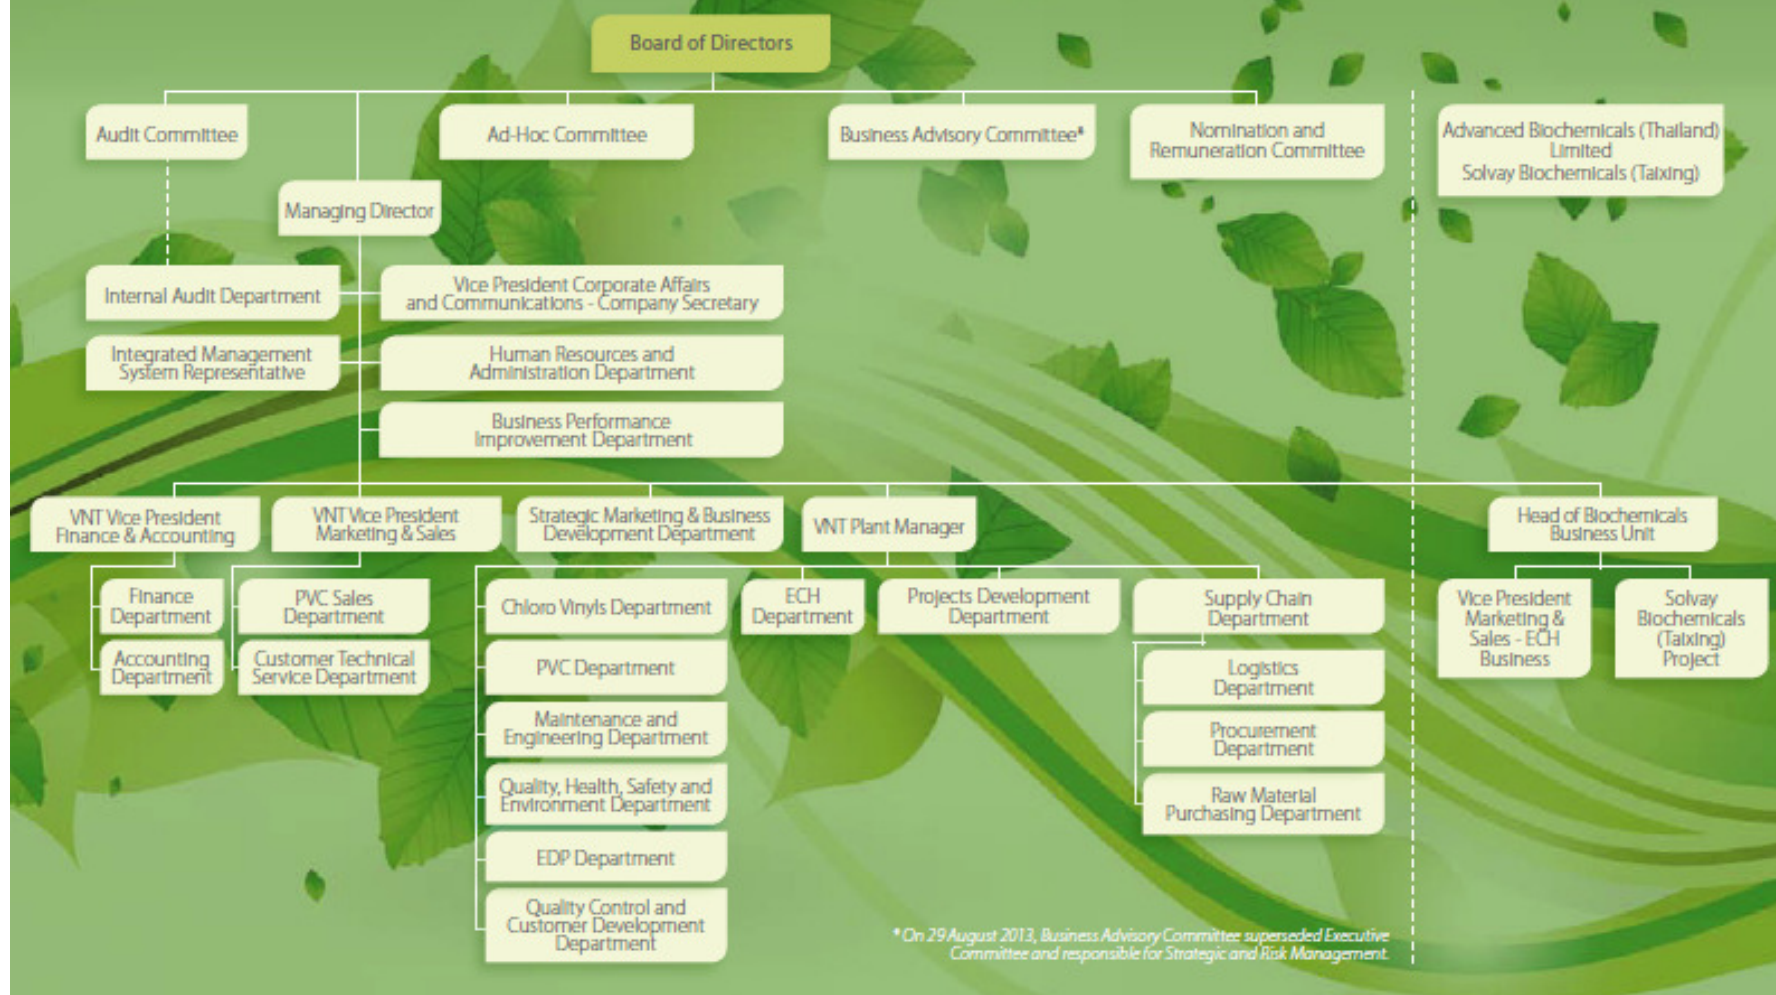 Board of Directors
Audit Committee
Ad-Hoc Committee
Business Advisory Committee*
Nomination and
Remuneration Committee
Advanced Biochemicals (Thailand)
Limited
Solvay Biochemicals (Taixing)
Managing Director
Internal Audit Department
Vice President Corporate Affairs
and Communications - Company Secretary
Integrated Management
System Representative
Human Resources and
Administration Department
Business Performance
Improvement Department
VNT Vice President
Finance & Accounting
VNT Vice President
Marketing & Sales
Strategic Marketing & Business
Development Department
VNT Plant Manager
Head of Biochemicals
Business Unit
Finance
Department
Accounting
Department
PVC Sales
Department
Customer Technical
Service Department
Chloro Vinyls Department
PVC Department
Maintenance and
Engineering Department
Quality, Health, Safety and
Environment Department
EDP Department
Quality Control and
Customer Development
Department
ECH
Department
Projects Development
Department
Supply Chain
Department
Logistics
Department
Procurement
Department
Raw Material
Purchasing Department
Vice President
Marketing &
Sales - ECH
Business
Solvay
Biochemicals
(Taixing)
Project
* On 29 August 2013, Business Advisory Committee superseded Executive
Committee and responsible for Strategic and Risk Management.